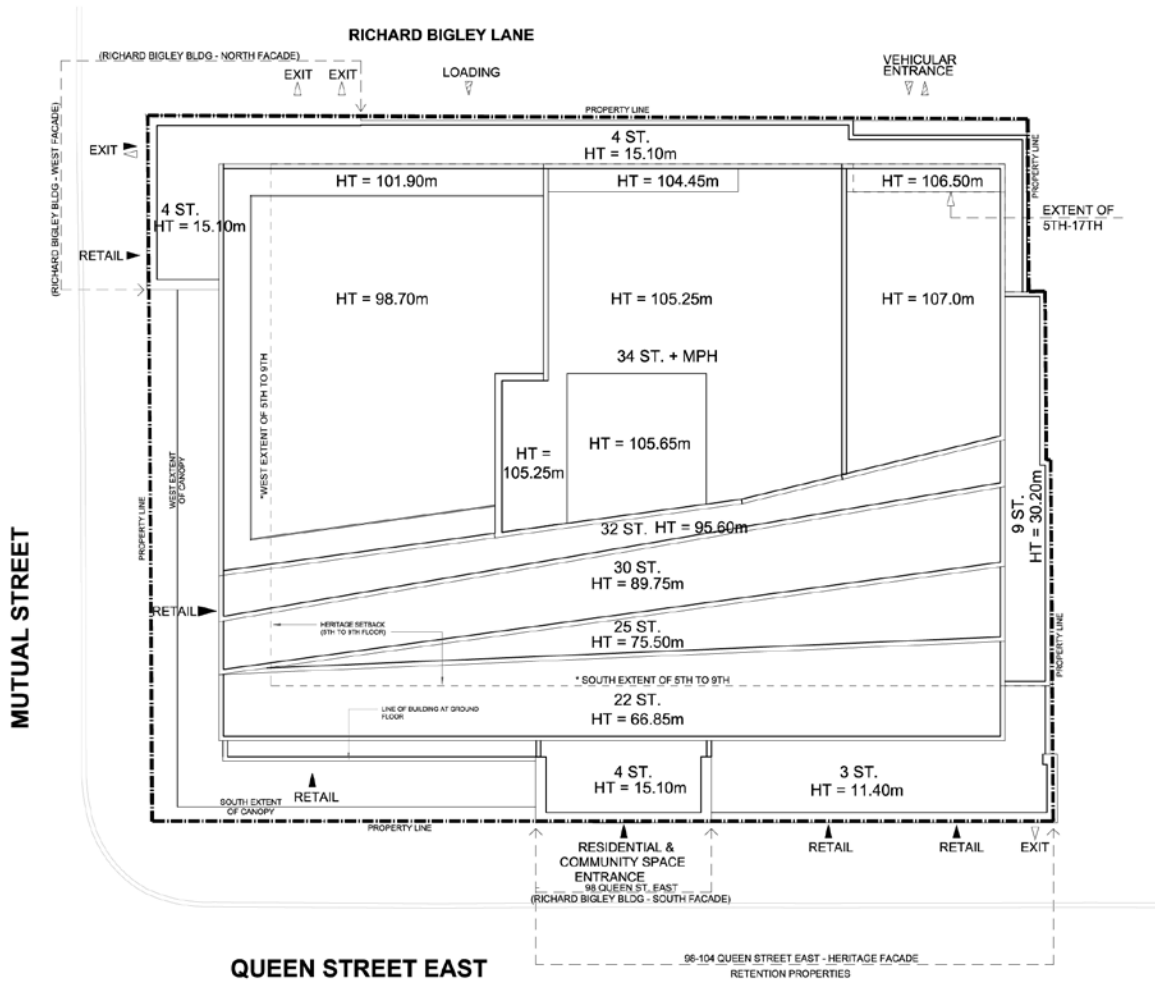 RICHARD BIGLEY LANE
(RICHARD BIGLEY BLDG - NORTH FACADE)
EXIT
EXIT
LOADING
VEHICULAR
ENTRANCE
PROPERTY LINE
4 ST.
HT = 15.10m
EXIT
(RICHARD BIGLEY BLDG - WEST FACADE)
PROPERTY LINE
HT = 101.90m
HT = 104.45m
HT = 106.50m
4 ST.
HT = 15.10m
EXTENT OF
5TH-17TH
RETAIL
HT = 98.70m
HT = 105.25m
HT = 107.0m
34 ST. + MPH
*WEST EXTENT OF 5TH TO 9TH
HT =
105.25m
HT = 105.65m
WEST EXTENT
OF CANOPY
9 ST.
HT = 30.20m
32 ST. HT = 95.60m
PROPERTY LINE
MUTUAL STREET
30 ST.
HT = 89.75m
RETAIL
HERITAGE SETBACK
(5TH TO 9TH FLOOR)
25 ST.
HT = 75.50m
PROPERTY LINE
* SOUTH EXTENT OF 5TH TO 9TH
22 ST.
HT = 66.85m
LINE OF BUILDING AT GROUND
FLOOR
4 ST.
HT = 15.10m
3 ST.
HT = 11.40m
RETAIL
SOUTH EXTENT
OF CANOPY
PROPERTY LINE
RESIDENTIAL &
COMMUNITY SPACE
ENTRANCE
RETAIL
RETAIL
EXIT
98 QUEEN ST. EAST
(RICHARD BIGLEY BLDG - SOUTH FACADE)
QUEEN STREET EAST
98-104 QUEEN STREET EAST - HERITAGE FACADE
RETENTION PROPERTIES